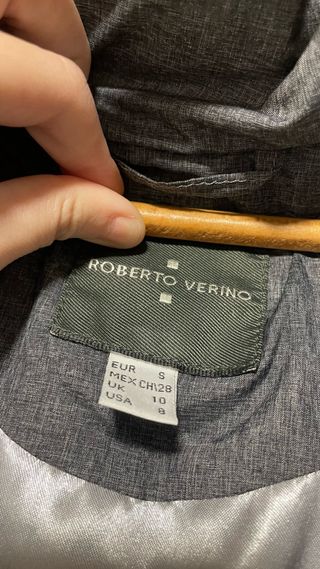 ROBERTO VERINO
EUR S
MEX CH\28
UK 10
USA 8